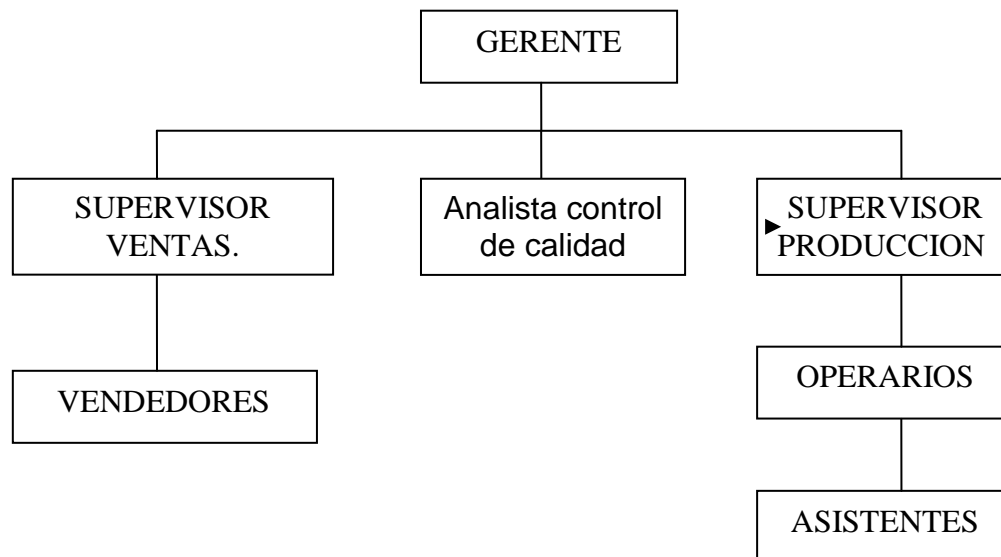 GERENTE
SUPERVISOR
VENTAS.
Analista control
de calidad
SUPERVISOR
PRODUCCION
VENDEDORES
OPERARIOS
ASISTENTES